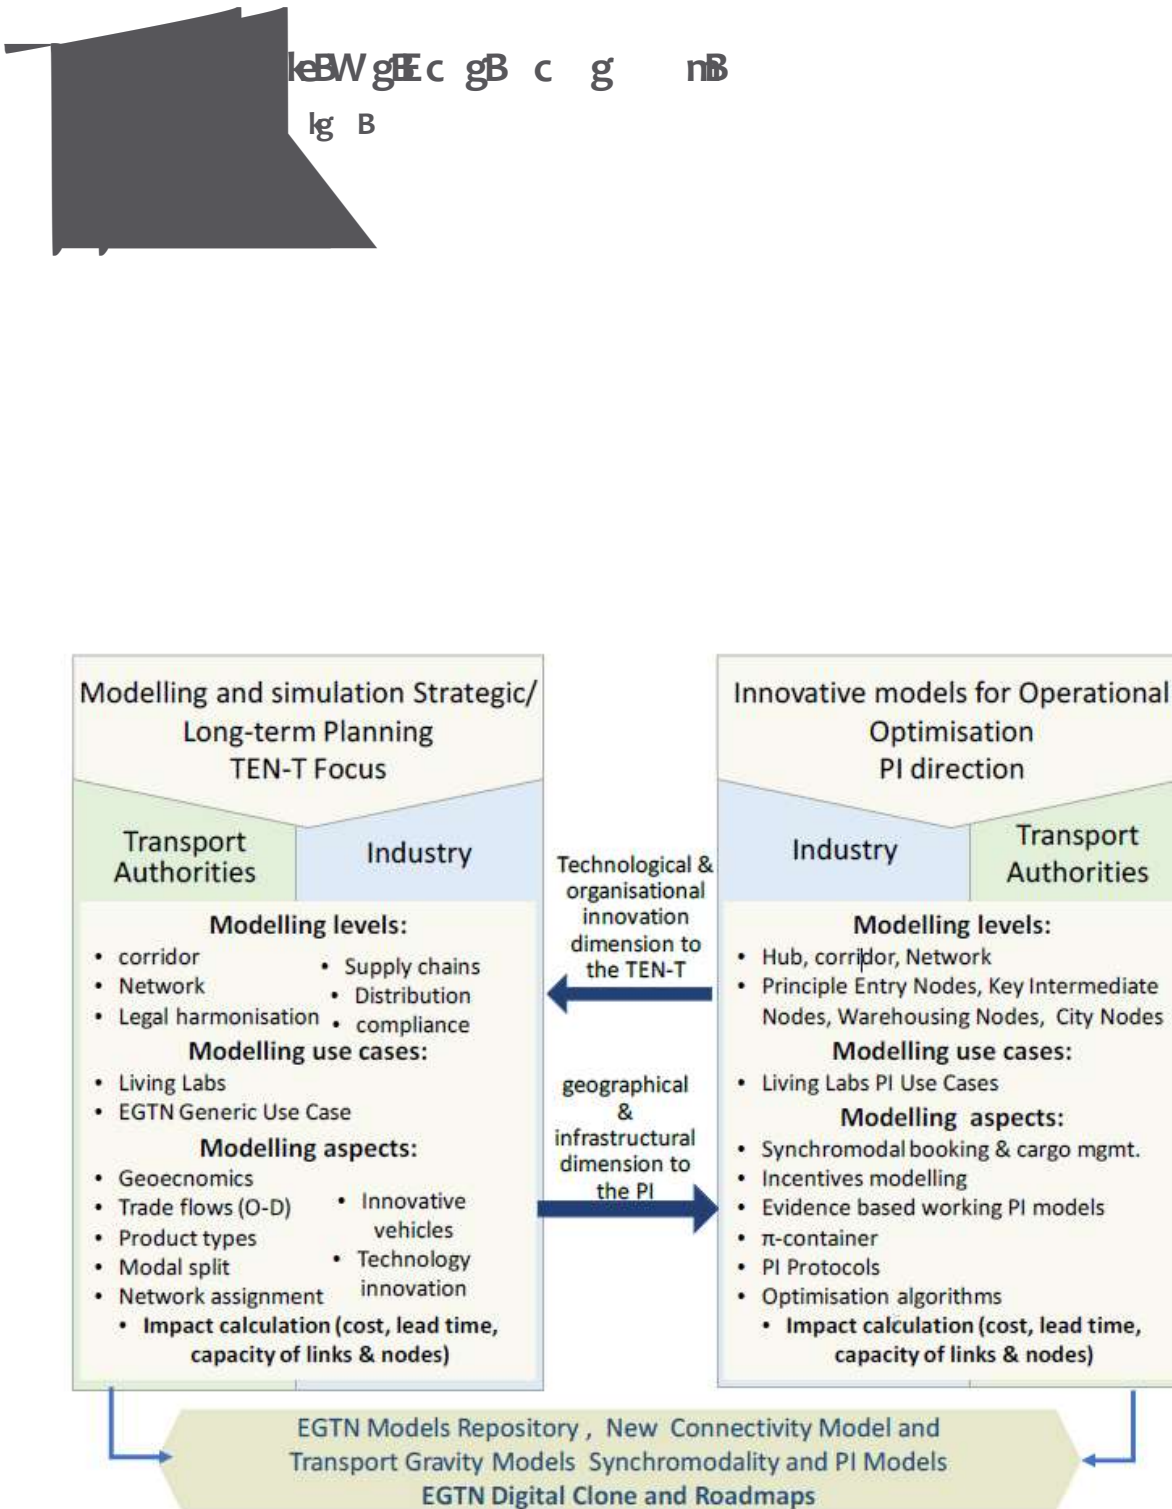 Modelling and simulation Strategic/
Long-term Planning
TEN-T Focus
Transport
Authorities
Industry
Modelling levels:
• corridor
• Network
• Legal harmonisation
• Supply chains
• Distribution
• compliance
Modelling use cases:
• Living Labs
• EGTN Generic Use Case
Modelling aspects:
• Geoecnomics
• Trade flows (O-D)
• Product types
• Modal split
• Network assignment
• Innovative
vehicles
• Technology
innovation
• Impact calculation (cost, lead time,
capacity of links & nodes)
Technological &
organisational
innovation
dimension to
the TEN-T
geographical
&
infrastructural
dimension to
the PI
Innovative models for Operational
Optimisation
PI direction
Industry
Transport
Authorities
Modelling levels:
• Hub, corridor, Network
• Principle Entry Nodes, Key Intermediate
Nodes, Warehousing Nodes, City Nodes
Modelling use cases:
• Living Labs PI Use Cases
Modelling aspects:
• Synchromodal booking & cargo mgmt.
• Incentives modelling
• Evidence based working PI models
• π-container
• PI Protocols
• Optimisation algorithms
• Impact calculation (cost, lead time,
capacity of links & nodes)
EGTN Models Repository , New Connectivity Model and
Transport Gravity Models Synchromodality and PI Models
EGTN Digital Clone and Roadmaps